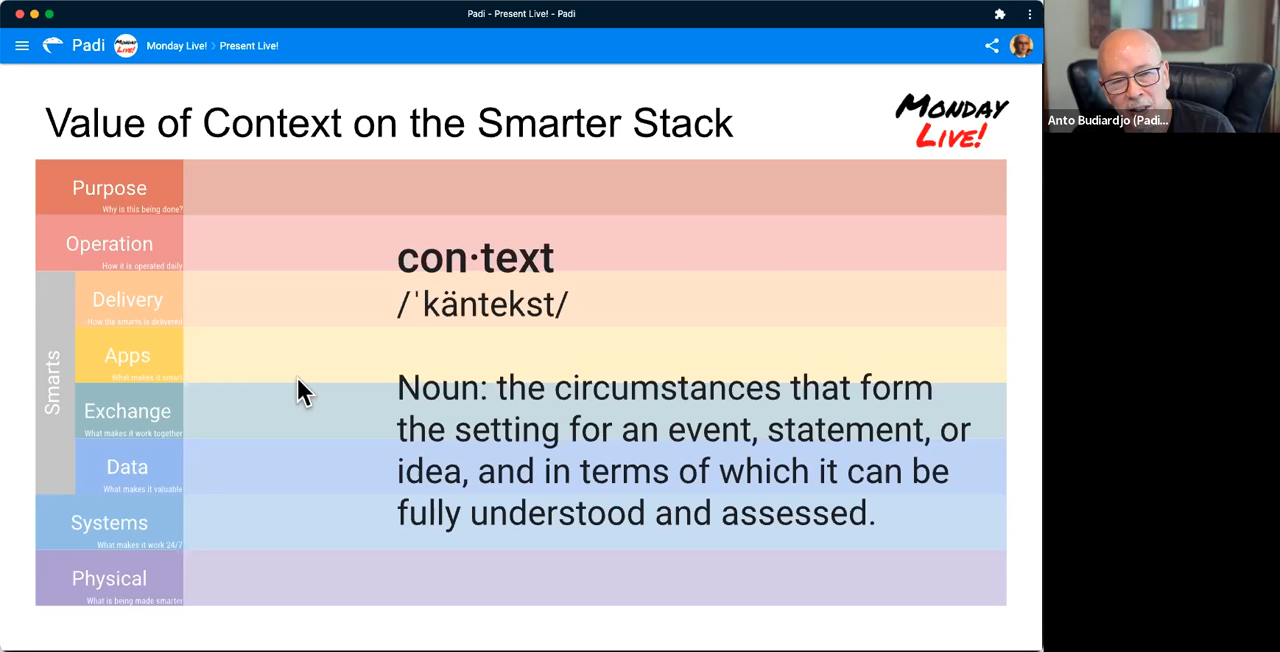 Padi - Present Live! - Padi
Padi
Monday Live!
Monday Live! > Present Live!
Value of Context on the Smarter Stack
Monday
Live!
Anto Budiardjo (Padi...
Purpose
Why is this being done?
Operation
How it is operated daily
Smarts
Delivery
How the smarts is delivered
Apps
What makes it smart
Exchange
What makes it work together
Data
What makes it valuable
Systems
What makes it work 24/7
Physical
What is being made smarter
con·text
/ˈkäntekst/
Noun: the circumstances that form
the setting for an event, statement, or
idea, and in terms of which it can be
fully understood and assessed.